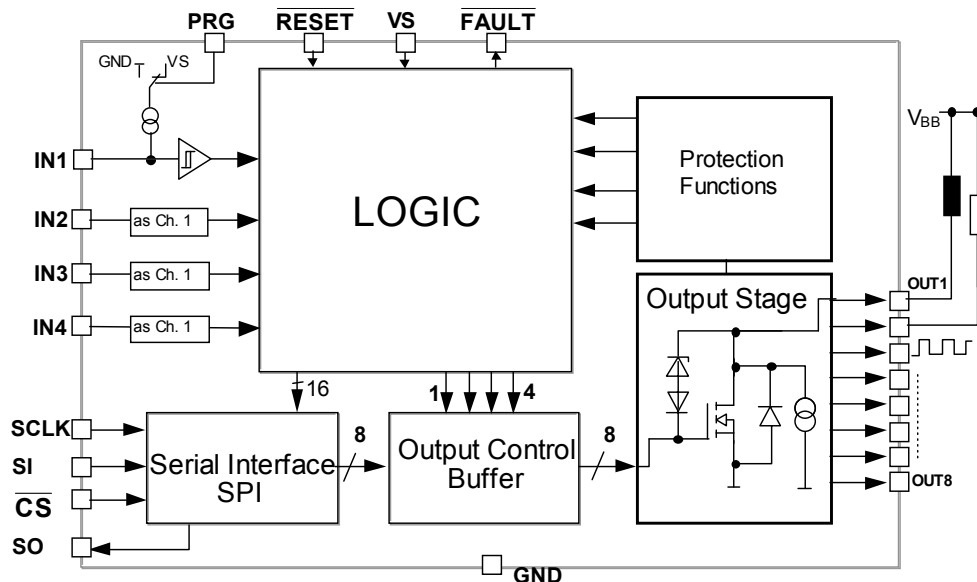 PRG
RESET
VS
FAULT
GND
VS
VBB
IN1
Protection
Functions
LOGIC
IN2
as Ch. 1
IN3
as Ch. 1
IN4
as Ch. 1
OUT1
Output Stage
16
1
4
SCLK
SI
CS
SO
Serial Interface
SPI
8
Output Control
Buffer
8
OUT8
GND